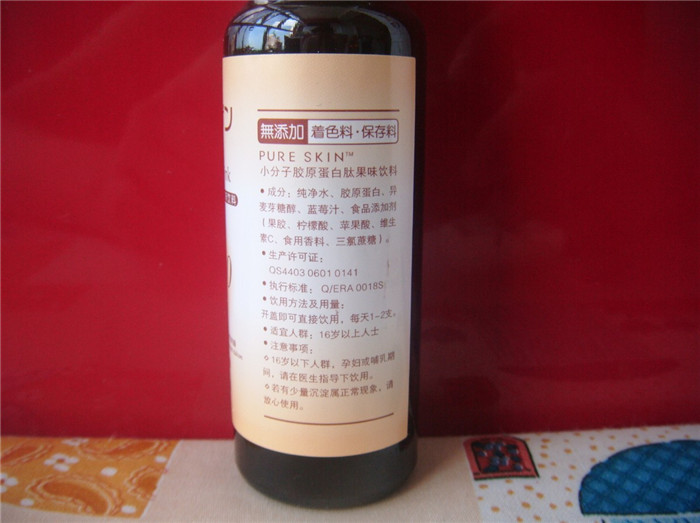 無添加 着色料·保存料
PURE SKIN™
小分子胶原蛋白肽果味饮料
•成分：纯净水、胶原蛋白、异
麦芽糖醇、蓝莓汁、食品添加剂
（果胶、柠檬酸、苹果酸、维生
素C、食用香料、三氯蔗糖）。
•生产许可证：
QS4403 0601 0141
•执行标准：Q/ERA 0018S
•饮用方法及用量：
开盖即可直接饮用，每天1-2支。
•适宜人群：16岁以上人士
•注意事项：
◇16岁以下人群，孕妇或哺乳期
间，请在医生指导下饮用。
◇若有少量沉淀属正常现象，请
放心使用。
ン